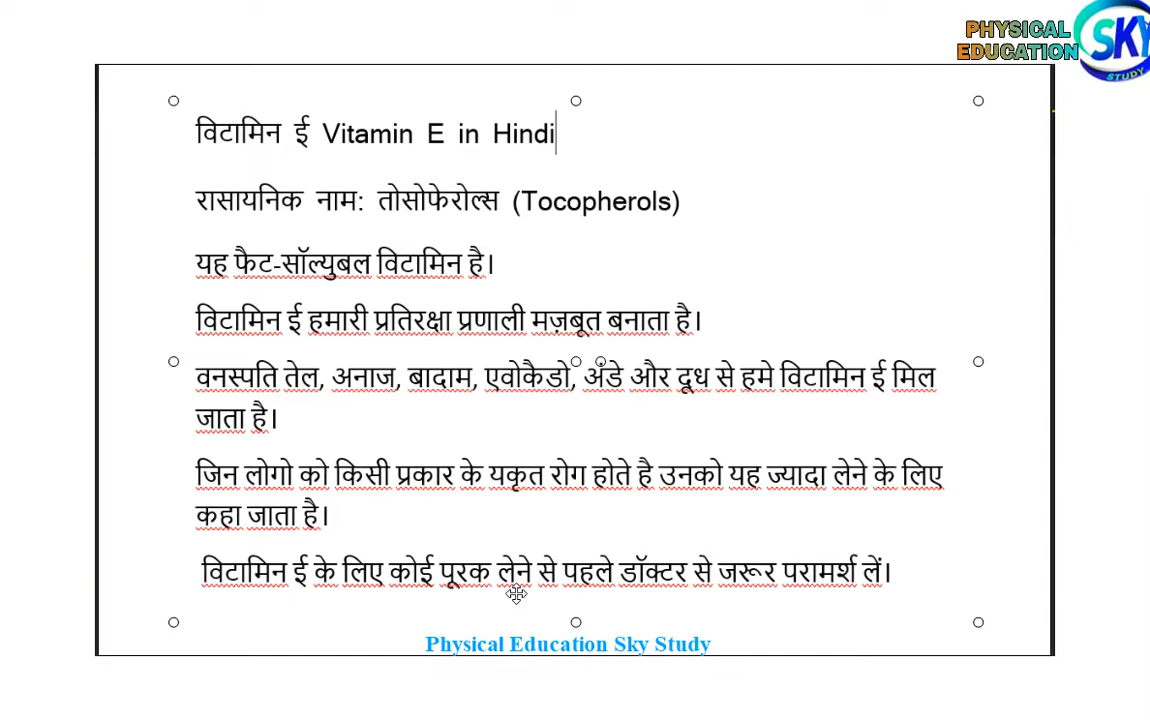 PHYSICAL
EDUCATION
SKY
STUDY
विटामिन ई Vitamin E in Hindi
रासायनिक नाम: तोसोफेरोल्स (Tocopherols)
यह फैट-सॉल्युबल विटामिन है।
विटामिन ई हमारी प्रतिरक्षा प्रणाली मज़बूत बनाता है।
वनस्पति तेल, अनाज, बादाम, एवोकैडो, अंडे और दूध से हमे विटामिन ई मिल
जाता है।
जिन लोगो को किसी प्रकार के यकृत रोग होते है उनको यह ज्यादा लेने के लिए
कहा जाता है।
विटामिन ई के लिए कोई पूरक लेने से पहले डॉक्टर से जरूर परामर्श लें।
Physical Education Sky Study